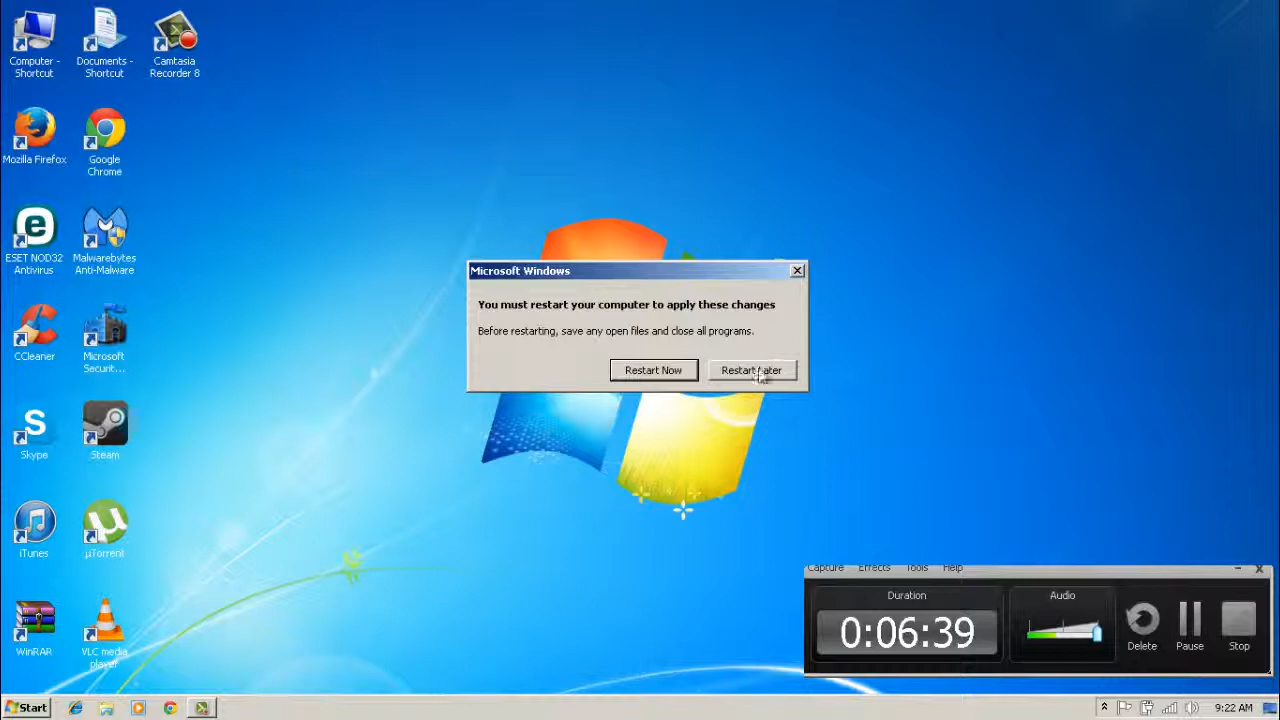 Computer -
Shortcut
Documents -
Shortcut
Camtasia
Recorder 8
Mozilla Firefox
Google
Chrome
ESET NOD32
Antivirus
Malwarebytes
Anti-Malware
CCleaner
Microsoft
Securit...
Skype
Steam
iTunes
µTorrent
WinRAR
VLC media
player
Microsoft Windows
You must restart your computer to apply these changes
Before restarting, save any open files and close all programs.
Restart Now
Restart Later
Capture Effects Tools Help
Duration
0:06:39
Audio
Delete
Pause
Stop
Start
9:22 AM